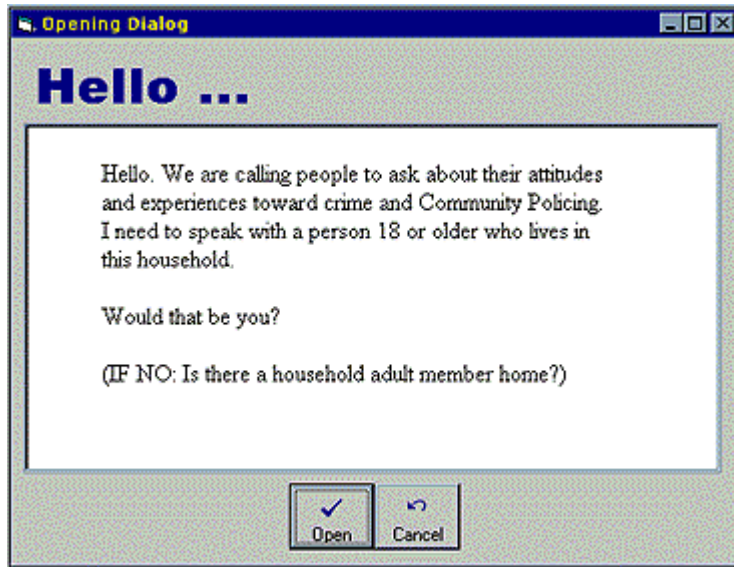 Opening Dialog
Hello ...
Hello. We are calling people to ask about their attitudes
and experiences toward crime and Community Policing.
I need to speak with a person 18 or older who lives in
this household.
Would that be you?
(IF NO: Is there a household adult member home?)
Open
Cancel